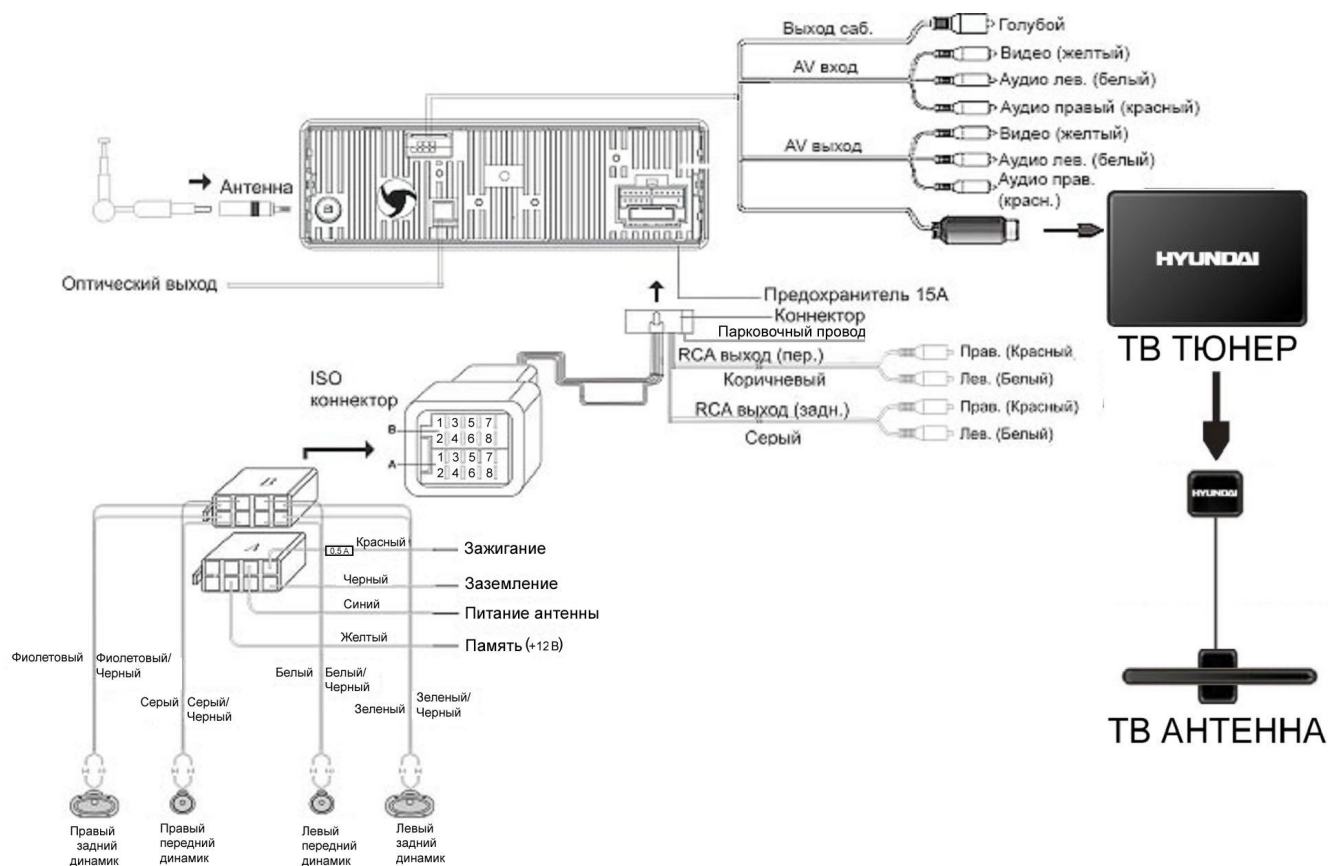 Выход саб.
Голубой
AV вход
Видео (желтый)
Аудио лев. (белый)
Аудио правый (красный)
AV выход
Видео (желтый)
Аудио лев. (белый)
Аудио прав.
(красн.)
Антенна
HYUNDAI
ТВ ТЮНЕР
Оптический выход
Предохранитель 15А
Коннектор
Парковочный провод
RCA выход (пер.)
Коричневый
Прав. (Красный
Лев. (Белый)
RCA выход (задн.)
Серый
Прав. (Красный)
Лев. (Белый)
ISO
коннектор
B
1 3 5 7
2 4 6 8
A
1 3 5 7
2 4 6 8
HYUNDAI
ТВ АНТЕННА
B
A
0.5 A
Красный
Зажигание
Черный
Заземление
Синий
Питание антенны
Желтый
Память (+12 В)
Фиолетовый
Фиолетовый/
Черный
Серый
Серый/
Черный
Белый
Белый/
Черный
Зеленый
Зеленый/
Черный
Правый
задний
динамик
Правый
передний
динамик
Левый
передний
динамик
Левый
задний
динамик